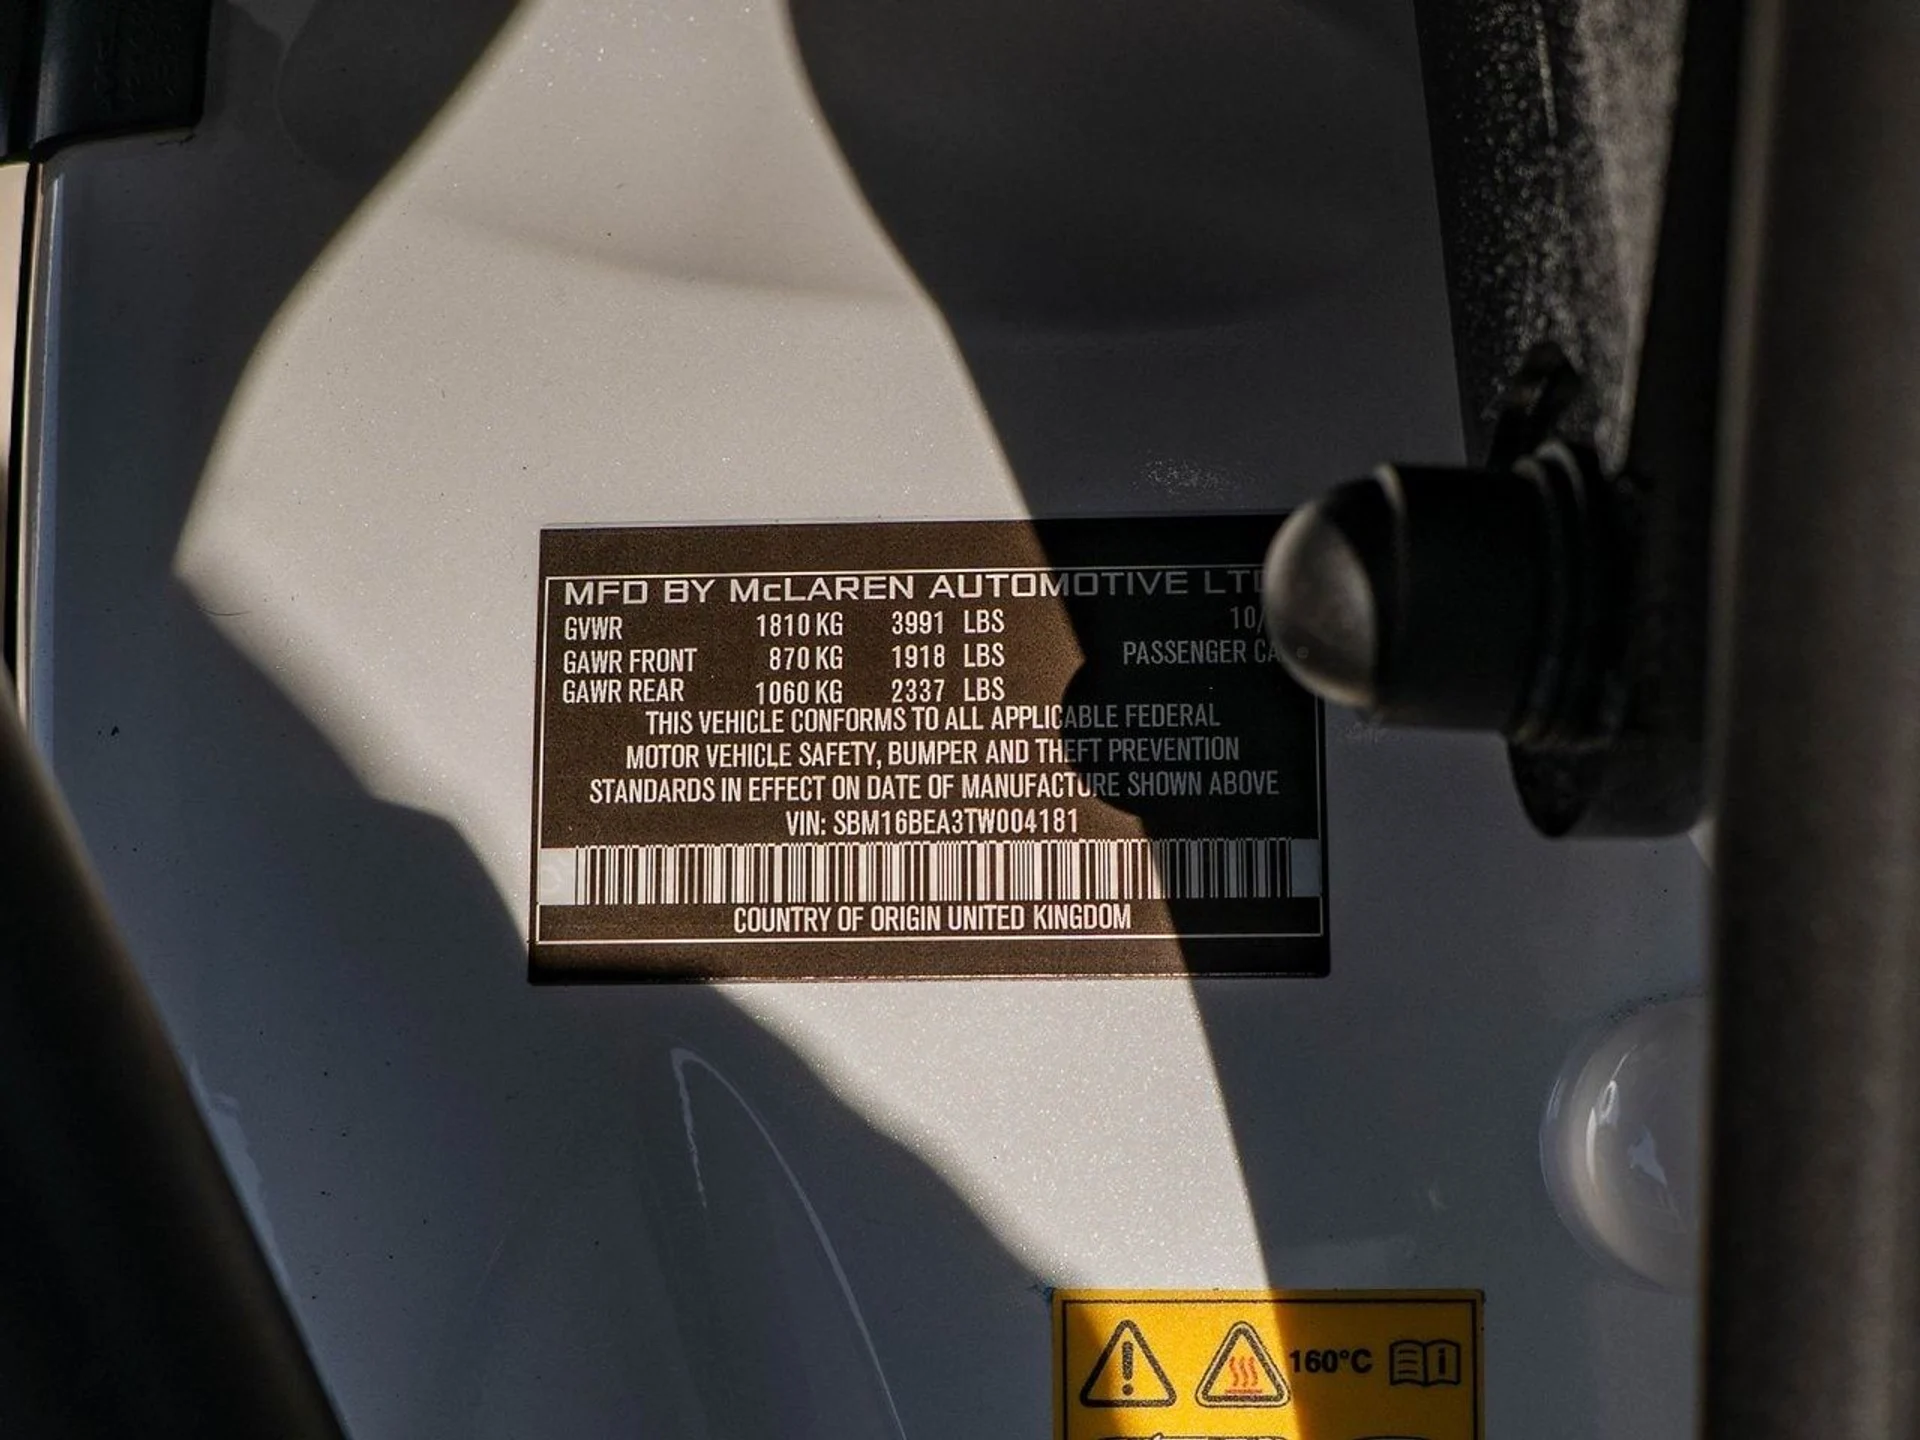 MFD BY McLAREN AUTOMOTIVE LTD
GVWR 1810 KG 3991 LBS 10/
GAWR FRONT 870 KG 1918 LBS PASSENGER
GAWR REAR 1060 KG 2337 LBS
THIS VEHICLE CONFORMS TO ALL APPLICABLE FEDERAL
MOTOR VEHICLE SAFETY, BUMPER AND THEFT PREVENTION
STANDARDS IN EFFECT ON DATE OF MANUFACTURE SHOWN ABOVE
VIN: SBM16BEA3TW004181
COUNTRY OF ORIGIN UNITED KINGDOM
160°C